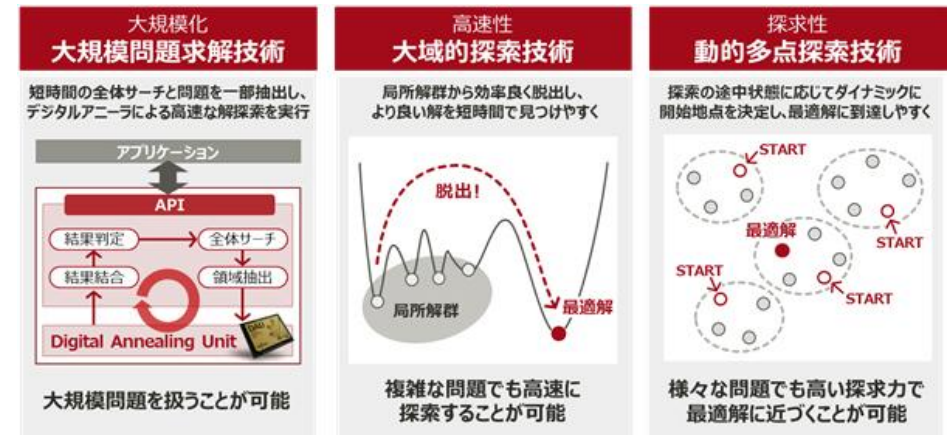 大規模化
大規模問題求解技術
短時間の全体サーチと問題を一部抽出し、
デジタルアニーラによる高速な解探索を実行
アプリケーション
API
結果判定
全体サーチ
結果結合
領域抽出
DAU
Digital Annealing Unit
大規模問題を扱うことが可能
高速性
大域的探索技術
局所解群から効率良く脱出し、
より良い解を短時間で見つけやすく
脱出!
局所解群
最適解
複雑な問題でも高速に
探索することが可能
探求性
動的多点探索技術
探索の途中状態に応じてダイナミックに
開始地点を決定し、最適解に到達しやすく
START
START
最適解
START
START
様々な問題でも高い探求力で
最適解に近づくことが可能